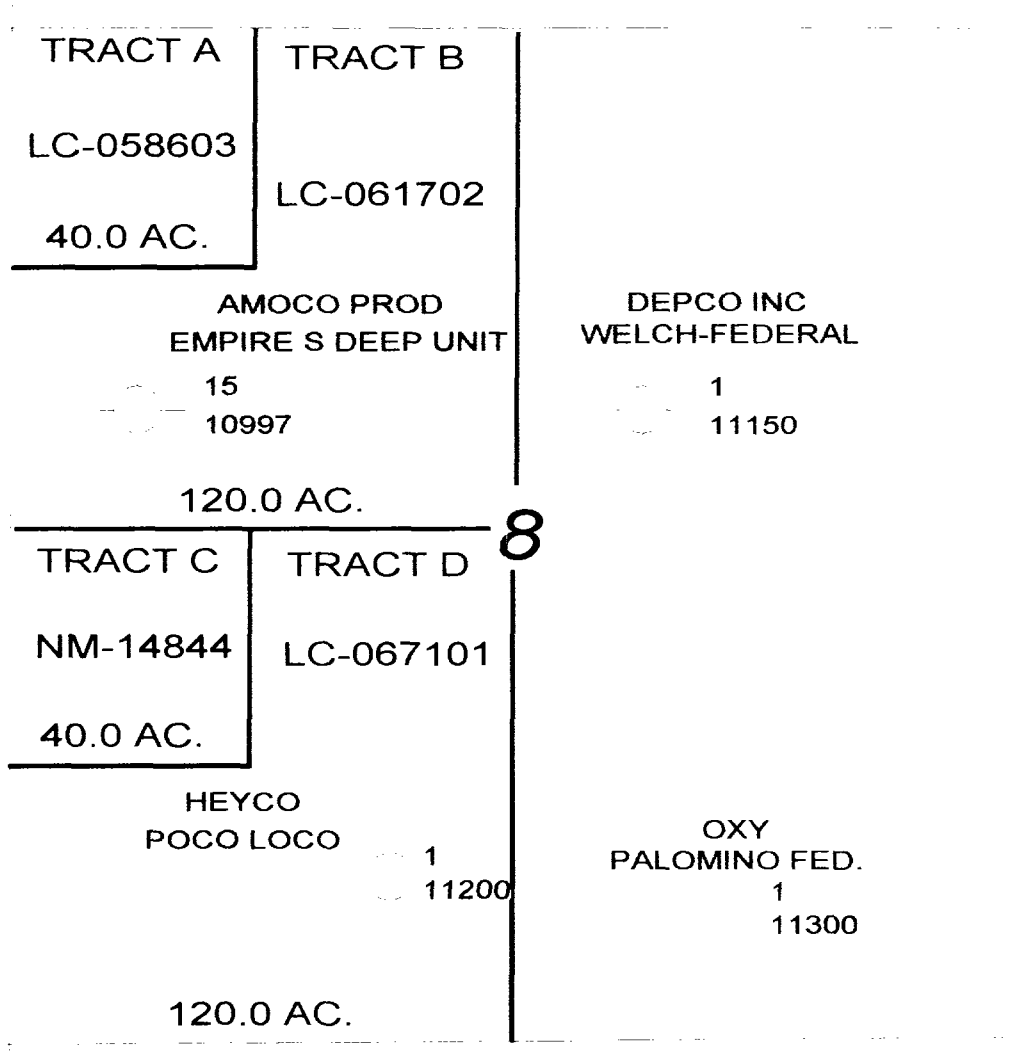 TRACT A
LC-058603
40.0 AC.
TRACT B
LC-061702
AMOCO PROD
EMPIRE S DEEP UNIT
15
10997
120.0 AC.
DEPCO INC
WELCH-FEDERAL
1
11150
8
TRACT C
NM-14844
40.0 AC.
TRACT D
LC-067101
HEYCO
POCO LOCO
1
11200
120.0 AC.
OXY
PALOMINO FED.
1
11300